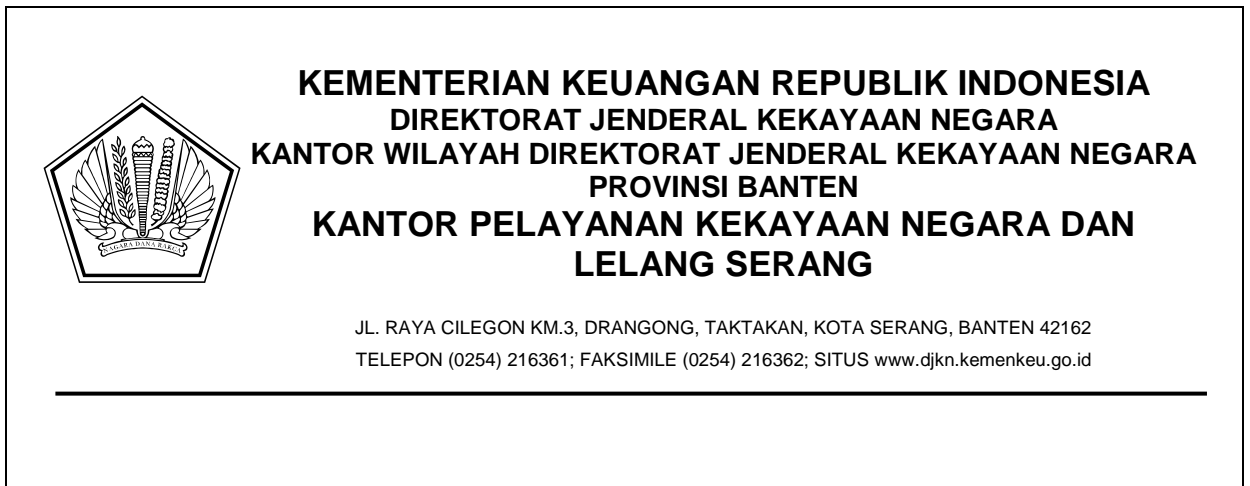 KEMENTERIAN KEUANGAN REPUBLIK INDONESIA
DIREKTORAT JENDERAL KEKAYAAN NEGARA
KANTOR WILAYAH DIREKTORAT JENDERAL KEKAYAAN NEGARA
PROVINSI BANTEN
KANTOR PELAYANAN KEKAYAAN NEGARA DAN
LELANG SERANG
NAGARA DANA RAKCA
JL. RAYA CILEGON KM.3, DRANGONG, TAKTAKAN, KOTA SERANG, BANTEN 42162
TELEPON (0254) 216361; FAKSIMILE (0254) 216362; SITUS www.djkn.kemenkeu.go.id